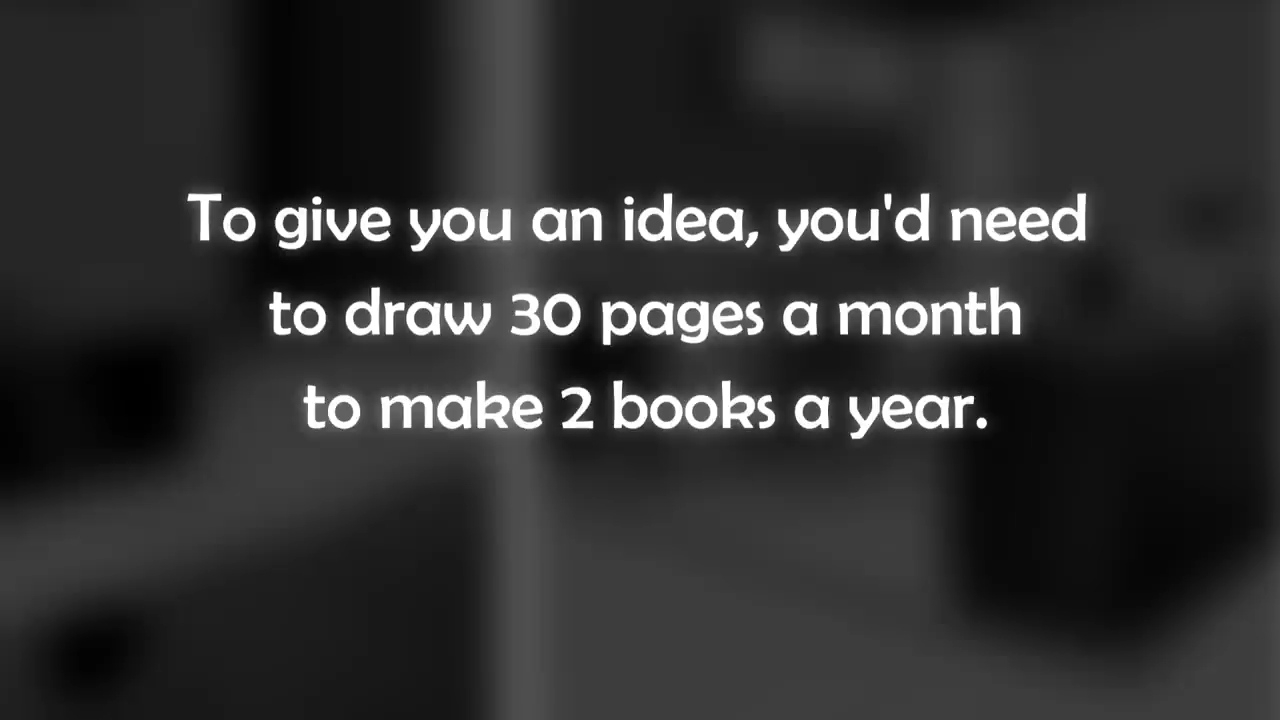 To give you an idea, you'd need
to draw 30 pages a month
to make 2 books a year.